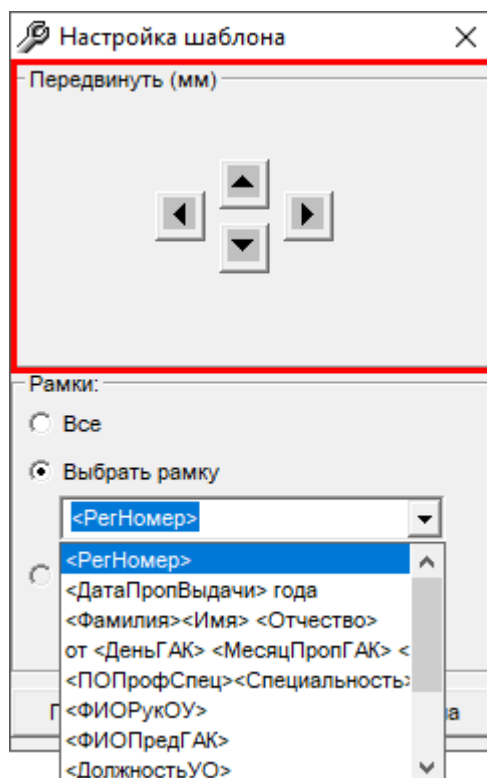 Настройка шаблона
Передвинуть (мм)
Рамки:
Все
Выбрать рамку
<РегНомер>
<РегНомер>
<ДатаПропВыдачи> года
<Фамилия><Имя> <Отчество>
от <ДеньГАК> <МесяцПропГАК> <
<ПОПрофСпец><Специальность>
<ФИОРукОУ>
<ФИОПредГАК>
<ДолжностьУО>